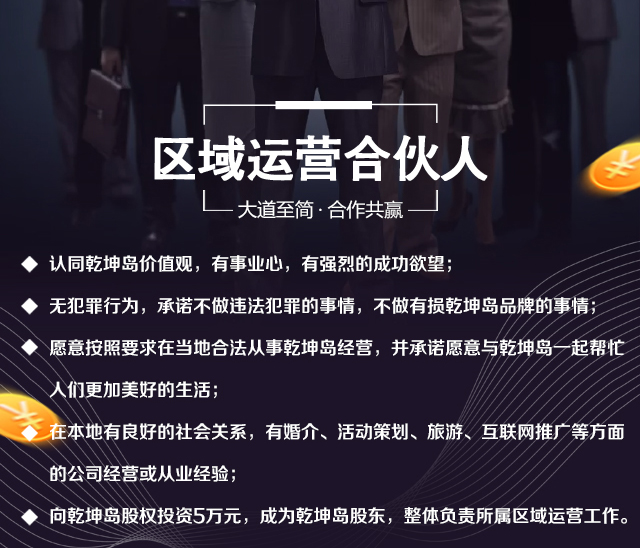 区域运营合伙人
大道至简·合作共赢
认同乾坤岛价值观，有事业心，有强烈的成功欲望；
无犯罪行为，承诺不做违法犯罪的事情，不做有损乾坤岛品牌的事情；
愿意按照要求在当地合法从事乾坤岛经营，并承诺愿意与乾坤岛一起帮忙
人们更加美好的生活；
在本地有良好的社会关系，有婚介、活动策划、旅游、互联网推广等方面
的公司经营或从业经验；
向乾坤岛股权投资5万元，成为乾坤岛股东，整体负责所属区域运营工作。